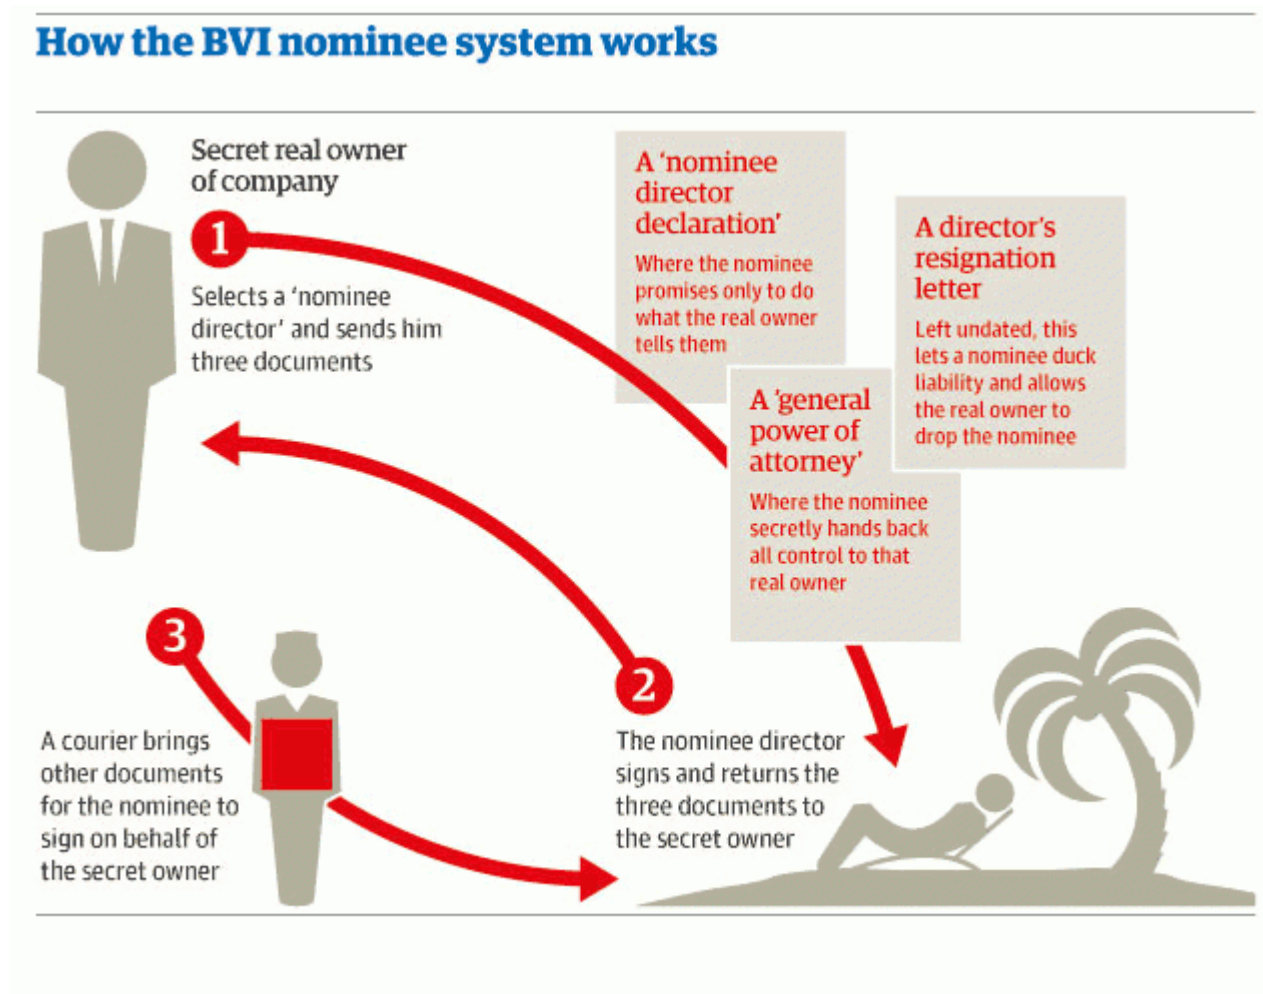 How the BVI nominee system works
Secret real owner
of company
1
Selects a ‘nominee
director’ and sends him
three documents
A ‘nominee
director
declaration’
Where the nominee
promises only to do
what the real owner
tells them
A ‘general
power of
attorney’
Where the nominee
secretly hands back
all control to that
real owner
A director’s
resignation
letter
Left undated, this
lets a nominee duck
liability and allows
the real owner to
drop the nominee
2
The nominee director
signs and returns the
three documents to
the secret owner
3
A courier brings
other documents
for the nominee to
sign on behalf of
the secret owner